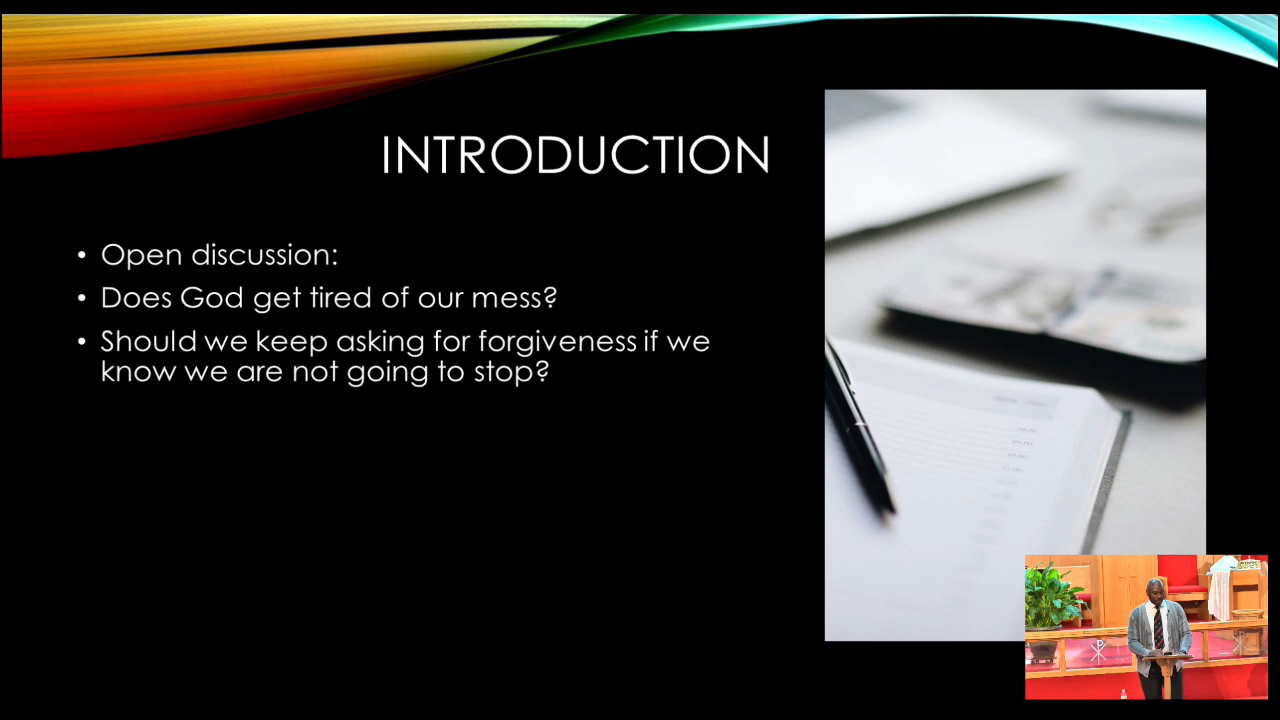 INTRODUCTION
• Open discussion:
• Does God get tired of our mess?
• Should we keep asking for forgiveness if we
know we are not going to stop?